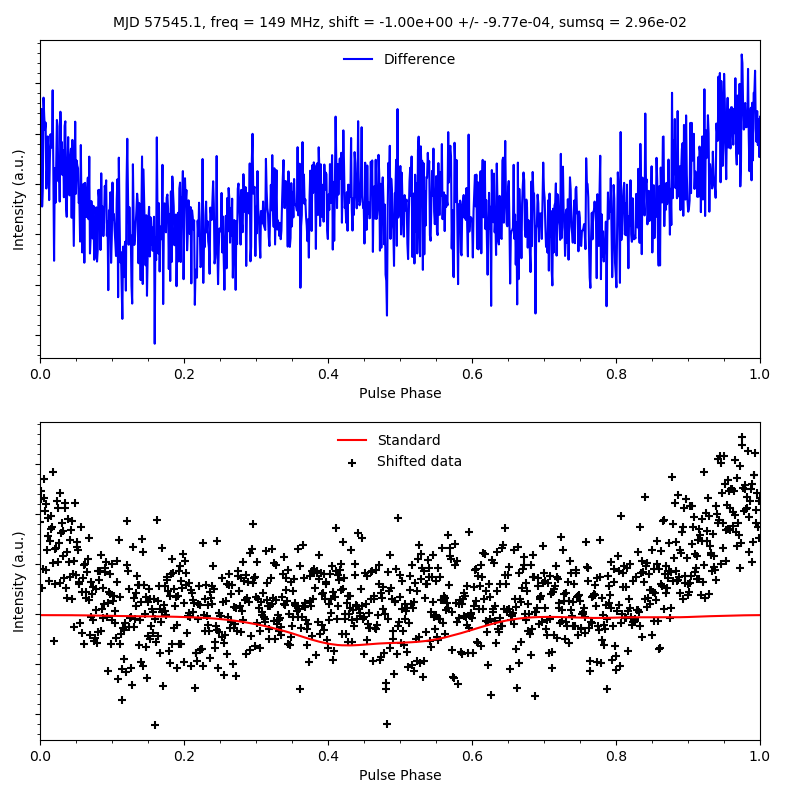 MJD 57545.1, freq = 149 MHz, shift = -1.00e+00 +/- -9.77e-04, sumsq = 2.96e-02
Difference
Intensity (a.u.)
0.0 0.2 0.4 0.6 0.8 1.0
Pulse Phase
Standard
Shifted data
Intensity (a.u.)
0.0 0.2 0.4 0.6 0.8 1.0
Pulse Phase